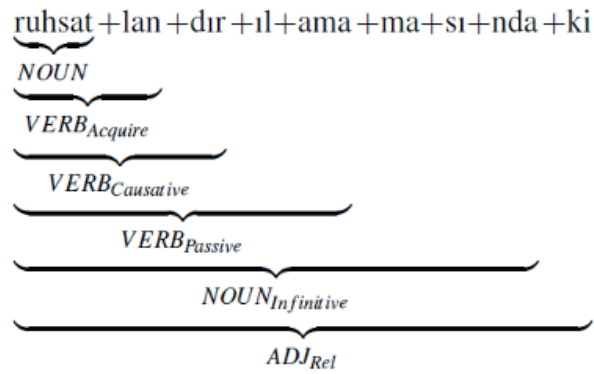 ruhsat +lan +dır +ıl+ama +ma+sı+nda +ki
NOUN
VERB_Acquire
VERB_Causative
VERB_Passive
NOUN_Infinitive
ADJ_Rel